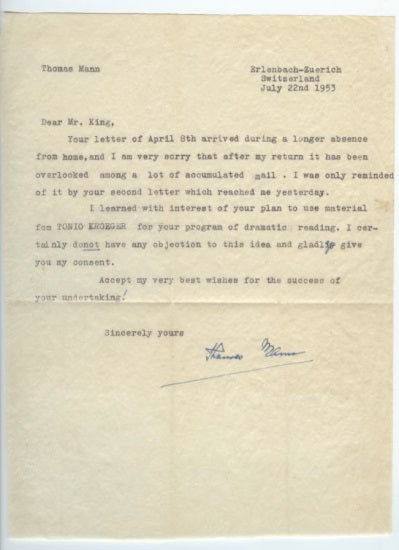 Thomas Mann
Erlenbach-Zuerich
Switzerland
July 22nd 1953
Dear Mr. King,
Your letter of April 8th arrived during a longer absence
from home,and I am very sorry that after my return it has been
overlooked among a lot of accumulated mail . I was only reminded
of it by your second letter which reached me yesterday.
I learned with interest of your plan to use material
fom TONIO KROEGER for your program of dramatic reading. I cer-
tainly donot have any objection to this idea and gladly give
you my consent.
Accept my very best wishes for the success of
your undertaking!
Sincerely yours
Thomas Mann